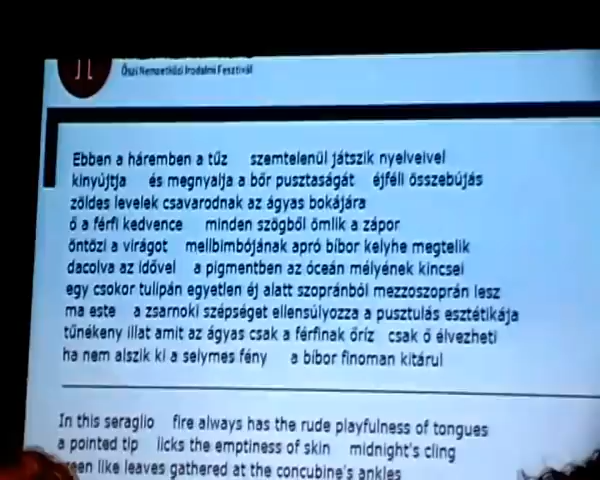 Őszi Nemzetközi Irodalmi Fesztivál
Ebben a háremben a tűz szemtelenül játszik nyelveivel
kinyújtja és megnyalja a bőr pusztaságát éjféli összebújás
zöldes levelek csavarodnak az ágyas bokájára
ő a férfi kedvence minden szögből ömlik a zápor
öntözi a virágot mellbimbójának apró bíbor kelyhe megtelik
dacolva az idővel a pigmentben az óceán mélyének kincsei
egy csokor tulipán egyetlen éj alatt szopránból mezzoszoprán lesz
ma este a zsarnoki szépséget ellensúlyozza a pusztulás esztétikája
tűnékeny illat amit az ágyas csak a férfinak őriz csak ő élvezheti
ha nem alszik ki a selymes fény a bíbor finoman kitárul
In this seraglio fire always has the rude playfulness of tongues
a pointed tip licks the emptiness of skin midnight's cling
like leaves gathered at the concubine's ankles